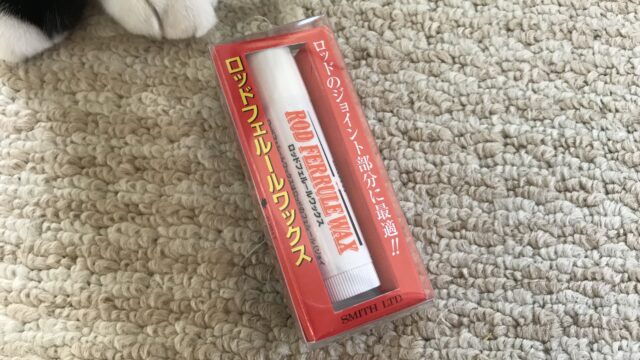 ロッドフェルールワックス
ROD FERRULE WAX
ロッドフェルールワックス
ロッドのジョイント部分に最適!!
SMITH LTD.